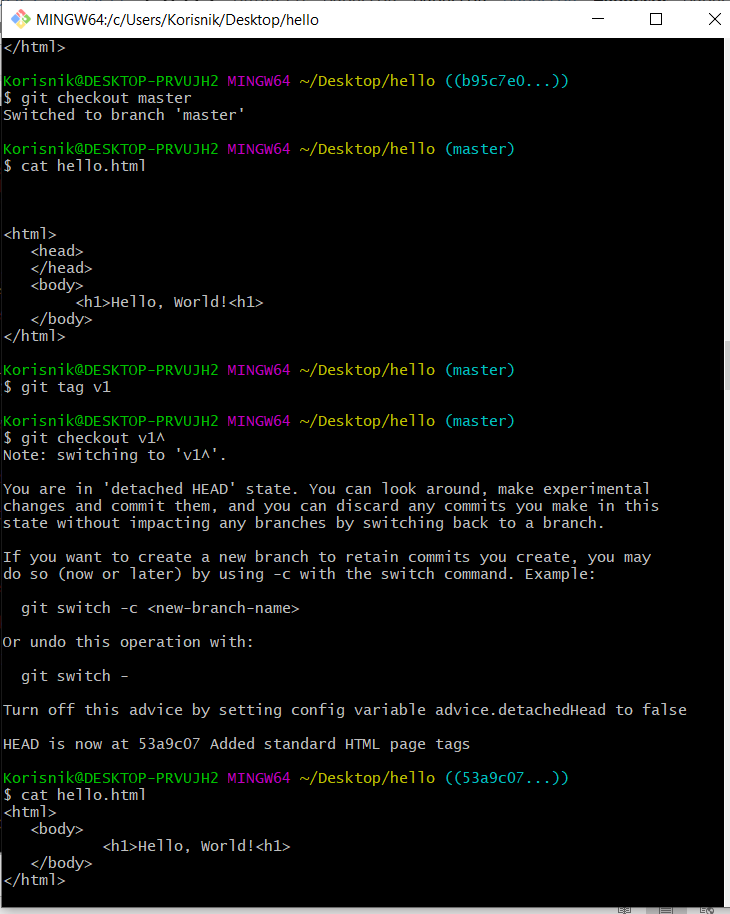 MINGW64:/c/Users/Korisnik/Desktop/hello
</html>
Korisnik@DESKTOP-PRVUJH2 MINGW64 ~/Desktop/hello ((b95c7e0...))
$ git checkout master
Switched to branch 'master'
Korisnik@DESKTOP-PRVUJH2 MINGW64 ~/Desktop/hello (master)
$ cat hello.html
<html>
   <head>
   </head>
   <body>
        <h1>Hello, World!<h1>
   </body>
</html>
Korisnik@DESKTOP-PRVUJH2 MINGW64 ~/Desktop/hello (master)
$ git tag v1
Korisnik@DESKTOP-PRVUJH2 MINGW64 ~/Desktop/hello (master)
$ git checkout v1^
Note: switching to 'v1^'.
You are in 'detached HEAD' state. You can look around, make experimental
changes and commit them, and you can discard any commits you make in this
state without impacting any branches by switching back to a branch.
If you want to create a new branch to retain commits you create, you may
do so (now or later) by using -c with the switch command. Example:
  git switch -c <new-branch-name>
Or undo this operation with:
  git switch -
Turn off this advice by setting config variable advice.detachedHead to false
HEAD is now at 53a9c07 Added standard HTML page tags
Korisnik@DESKTOP-PRVUJH2 MINGW64 ~/Desktop/hello ((53a9c07...))
$ cat hello.html
<html>
   <body>
           <h1>Hello, World!<h1>
   </body>
</html>